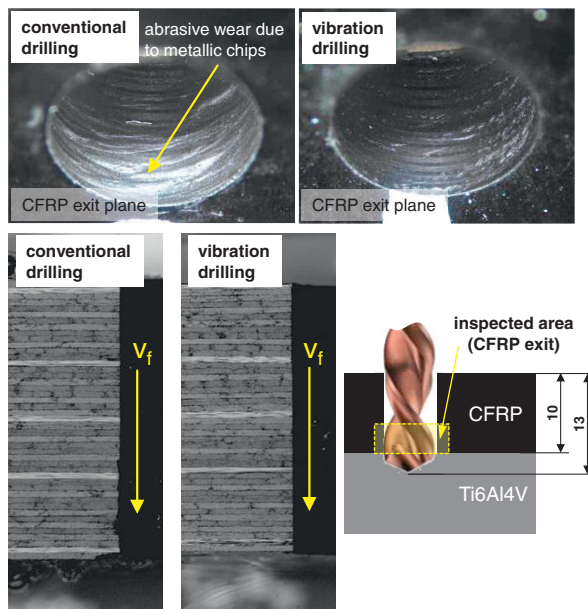 conventional
drilling
abrasive wear due
to metallic chips
CFRP exit plane
vibration
drilling
CFRP exit plane
conventional
drilling
vf
vibration
drilling
vf
inspected area
(CFRP exit)
CFRP
10
13
Ti6Al4V